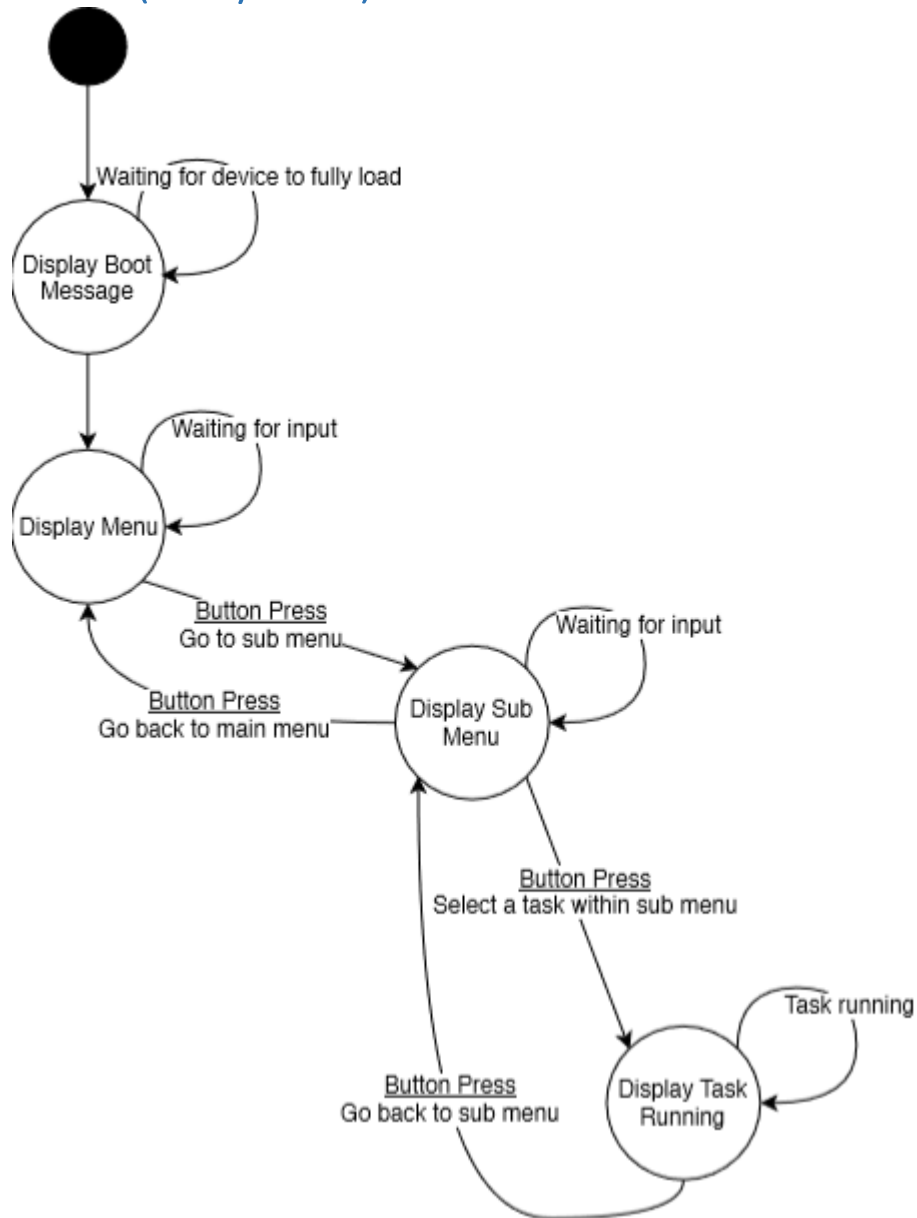 Waiting for device to fully load
Display Boot
Message
Waiting for input
Display Menu
Button Press
Go to sub menu
Waiting for input
Button Press
Go back to main menu
Display Sub
Menu
Button Press
Select a task within sub menu
Task running
Button Press
Go back to sub menu
Display Task
Running